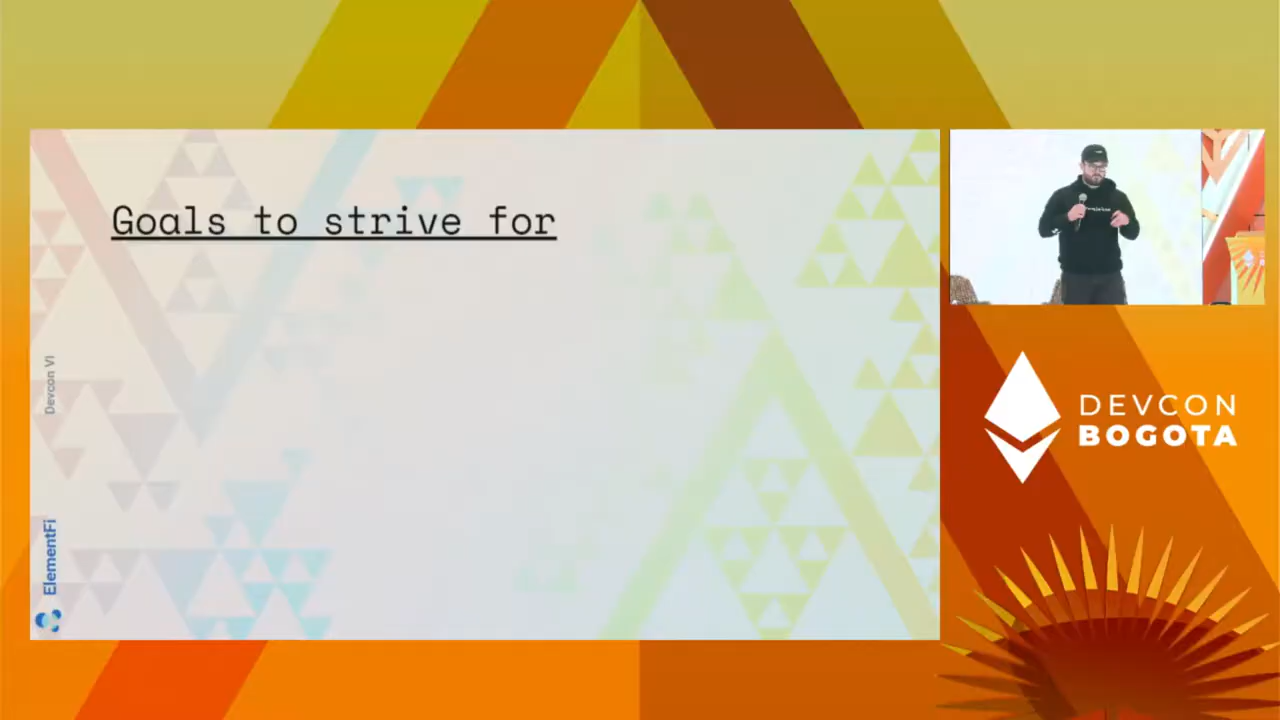 Goals to strive for
Devcon VI
ElementFi
DEVCON
BOGOTA